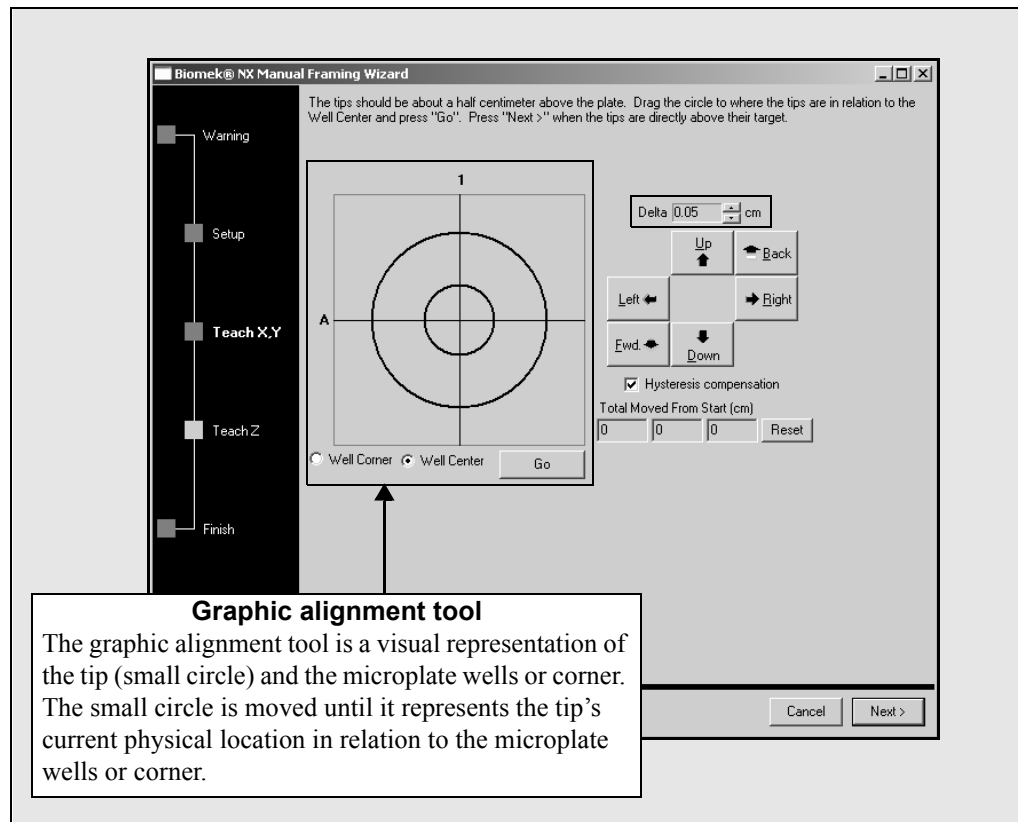 Biomek® NX Manual Framing Wizard
The tips should be about a half centimeter above the plate. Drag the circle to where the tips are in relation to the
Well Center and press "Go". Press "Next >" when the tips are directly above their target.
Warning
Setup
Teach X,Y
Teach Z
Finish
1
A
Well Corner Well Center Go
Delta 0.05 cm
Up
Back
Left
Right
Fwd.
Down
Hysteresis compensation
Total Moved From Start (cm)
0 0 0 Reset
Graphic alignment tool
The graphic alignment tool is a visual representation of
the tip (small circle) and the microplate wells or corner.
The small circle is moved until it represents the tip’s
current physical location in relation to the microplate
wells or corner.
Cancel Next >